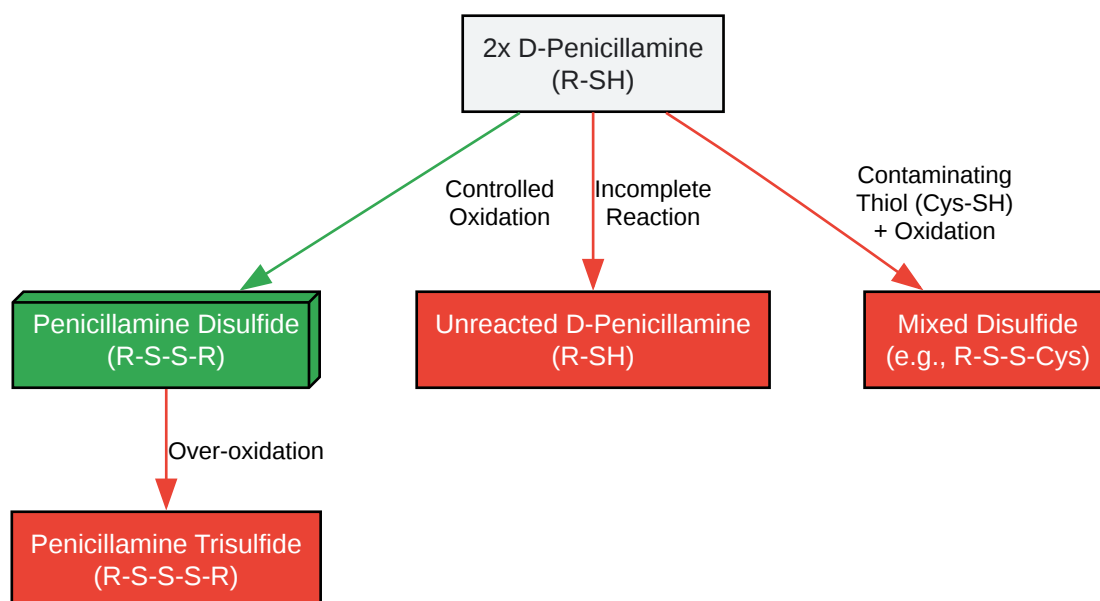 2x D-Penicillamine
(R-SH)
Controlled
Oxidation
Incomplete
Reaction
Contaminating
Thiol (Cys-SH)
+ Oxidation
Penicillamine Disulfide
(R-S-S-R)
Unreacted D-Penicillamine
(R-SH)
Mixed Disulfide
(e.g., R-S-S-Cys)
Over-oxidation
Penicillamine Trisulfide
(R-S-S-S-R)